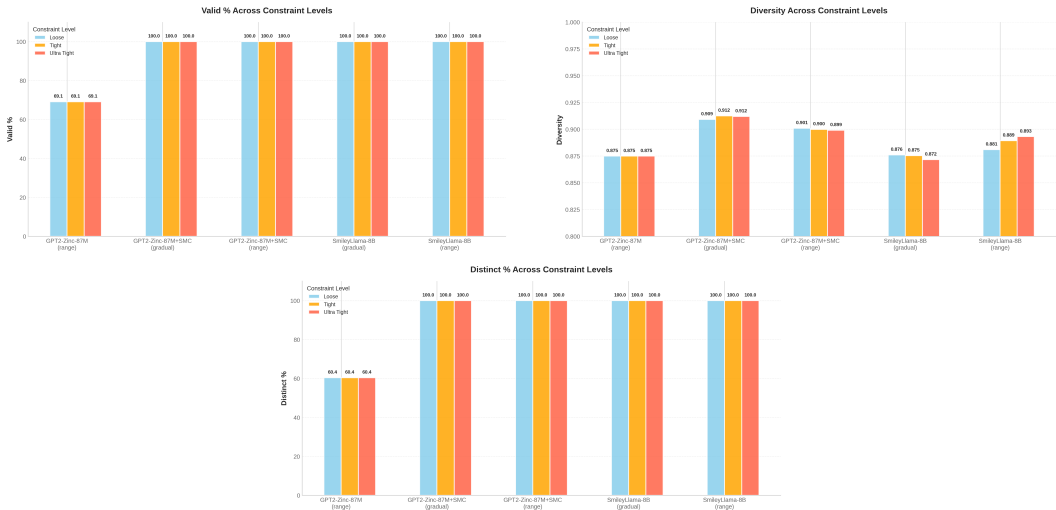 Valid % Across Constraint Levels
Constraint Level
Loose
Tight
Ultra Tight
Valid %
100
80
60
40
20
0
69.1 69.1 69.1
100.0 100.0 100.0
100.0 100.0 100.0
100.0 100.0 100.0
100.0 100.0 100.0
GPT2-Zinc-87M
(range)
GPT2-Zinc-87M+SMC
(gradual)
GPT2-Zinc-87M+SMC
(range)
SmileyLlama-8B
(gradual)
SmileyLlama-8B
(range)
Diversity Across Constraint Levels
Constraint Level
Loose
Tight
Ultra Tight
Diversity
1.000
0.975
0.950
0.925
0.900
0.875
0.850
0.825
0.800
0.875 0.875 0.875
0.909 0.912 0.912
0.901 0.900 0.899
0.876 0.875 0.872
0.881 0.889 0.893
GPT2-Zinc-87M
(range)
GPT2-Zinc-87M+SMC
(gradual)
GPT2-Zinc-87M+SMC
(range)
SmileyLlama-8B
(gradual)
SmileyLlama-8B
(range)
Distinct % Across Constraint Levels
Constraint Level
Loose
Tight
Ultra Tight
Distinct %
100
80
60
40
20
0
60.4 60.4 60.4
100.0 100.0 100.0
100.0 100.0 100.0
100.0 100.0 100.0
100.0 100.0 100.0
GPT2-Zinc-87M
(range)
GPT2-Zinc-87M+SMC
(gradual)
GPT2-Zinc-87M+SMC
(range)
SmileyLlama-8B
(gradual)
SmileyLlama-8B
(range)